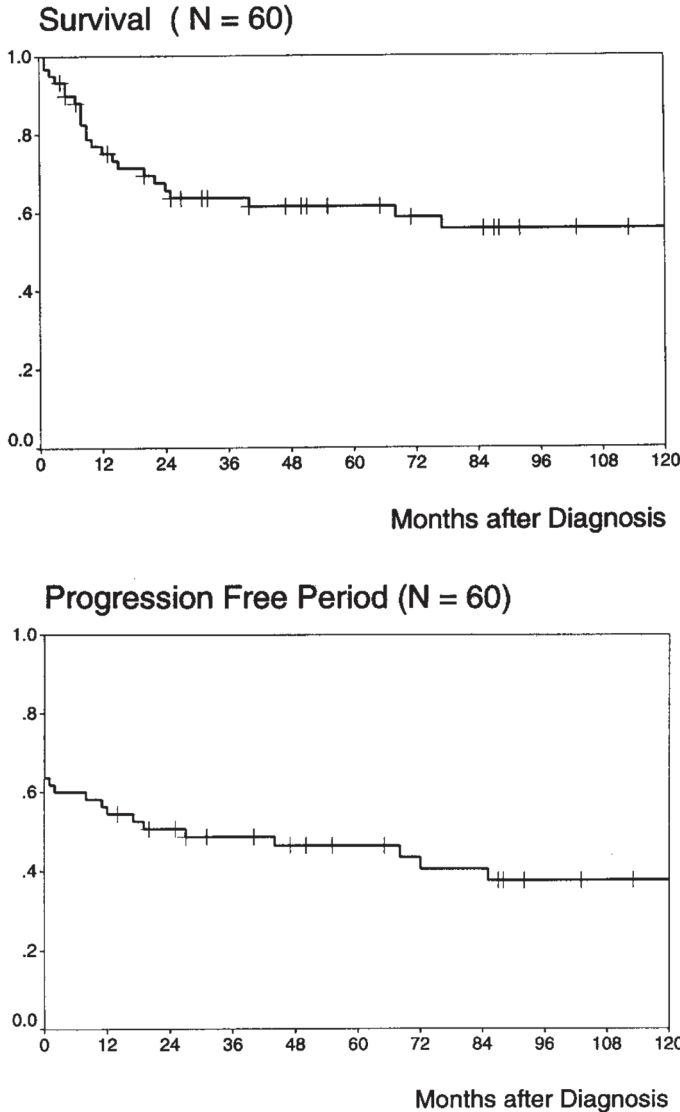 Survival ( N = 60)
1.0
.8
.6
.4
.2
0.0
0 12 24 36 48 60 72 84 96 108 120
Months after Diagnosis
Progression Free Period (N = 60)
1.0
.8
.6
.4
.2
0.0
0 12 24 36 48 60 72 84 96 108 120
Months after Diagnosis